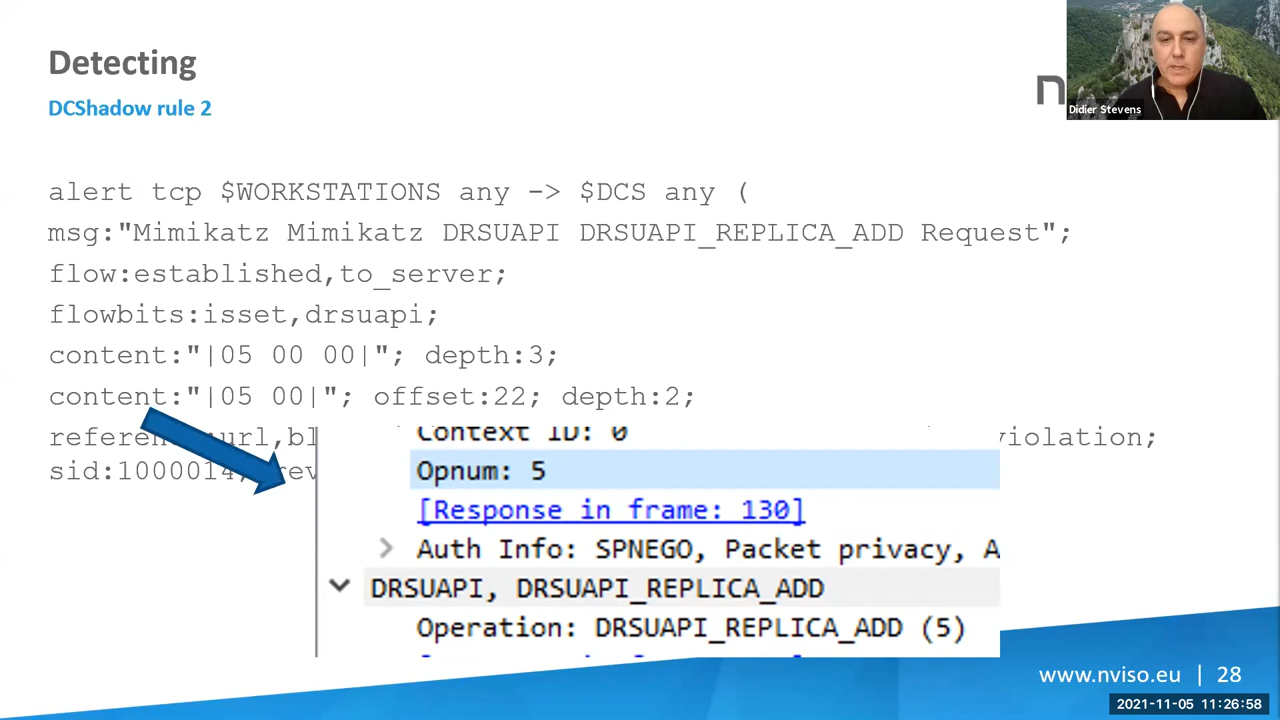 Detecting
DCShadow rule 2
n
Didier Stevens
alert tcp $WORKSTATIONS any -> $DCS any (
msg:"Mimikatz Mimikatz DRSUAPI DRSUAPI_REPLICA_ADD Request";
flow:established,to_server;
flowbits:isset,drsuapi;
content:"|05 00 00|"; depth:3;
content:"|05 00|"; offset:22; depth:2;
Context ID: 0
Opnum: 5
[Response in frame: 130]
Auth Info: SPNEGO, Packet privacy, A
DRSUAPI, DRSUAPI_REPLICA_ADD
Operation: DRSUAPI_REPLICA_ADD (5)
www.nviso.eu | 28
2021-11-05 11:26:58